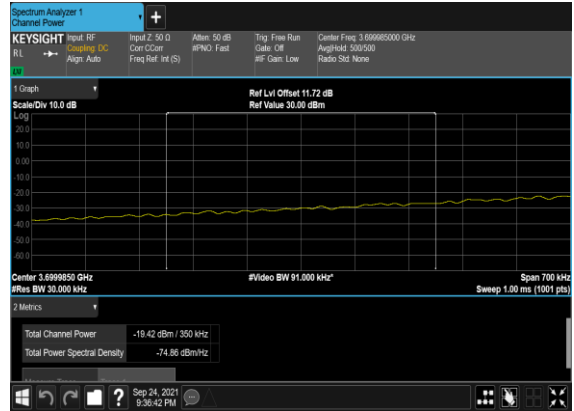 Spectrum Analyzer 1
Channel Power
+
KEYSIGHT Input: RF Input Z: 50 Ω Atten: 50 dB Trig: Free Run Center Freq: 3.699985000 GHz
RL Coupling: DC Corr CCorr #PNO: Fast Gate: Off Avg|Hold: 500/500
Align: Auto Freq Ref: Int (S) #IF Gain: Low Radio Std: None
1 Graph Ref Lvl Offset 11.72 dB
Scale/Div 10.0 dB Ref Value 30.00 dBm
Log
20.0
10.0
0.00
-10.0
-20.0
-30.0
-40.0
-50.0
-60.0
Center 3.6999850 GHz #Video BW 91.000 kHz* Span 700 kHz
#Res BW 30.000 kHz Sweep 1.00 ms (1001 pts)
2 Metrics
Total Channel Power -19.42 dBm / 350 kHz
Total Power Spectral Density -74.86 dBm/Hz
? Sep 24, 2021
9:36:42 PM